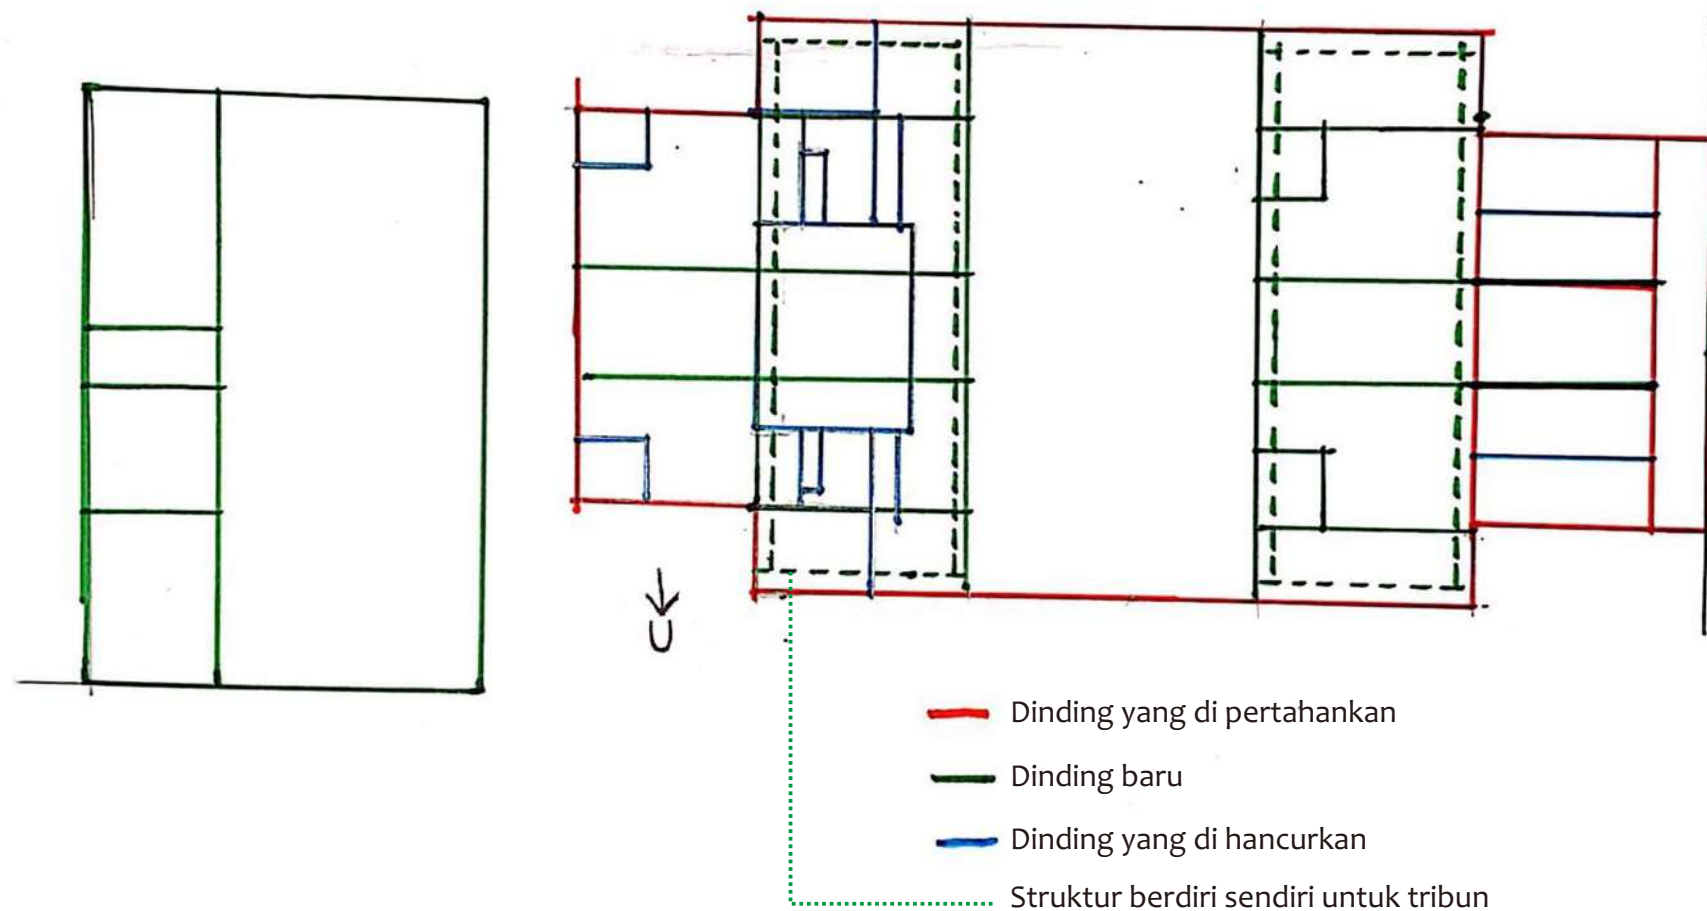 U
Dinding yang di pertahankan
Dinding baru
Dinding yang di hancurkan
Struktur berdiri sendiri untuk tribun